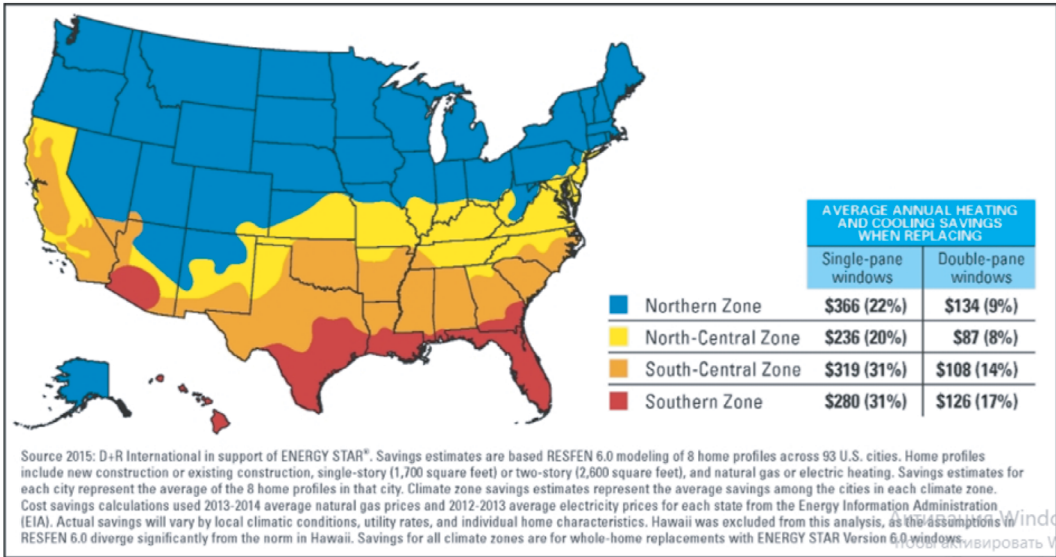 AVERAGE ANNUAL HEATING
AND COOLING SAVINGS
WHEN REPLACING
Single-pane windows
Double-pane windows
Northern Zone $366 (22%) $134 (9%)
North-Central Zone $236 (20%) $87 (8%)
South-Central Zone $319 (31%) $108 (14%)
Southern Zone $280 (31%) $126 (17%)
Source 2015: D+R International in support of ENERGY STAR®. Savings estimates are based RESFEN 6.0 modeling of 8 home profiles across 93 U.S. cities. Home profiles
include new construction or existing construction, single-story (1,700 square feet) or two-story (2,600 square feet), and natural gas or electric heating. Savings estimates for
each city represent the average of the 8 home profiles in that city. Climate zone savings estimates represent the average savings among the cities in each climate zone.
Cost savings calculations used 2013-2014 average natural gas prices and 2012-2013 average electricity prices for each state from the Energy Information Administration
(EIA). Actual savings will vary by local climatic conditions, utility rates, and individual home characteristics. Hawaii was excluded from this analysis, as the assumptions in
RESFEN 6.0 diverge significantly from the norm in Hawaii. Savings for all climate zones are for whole-home replacements with ENERGY STAR Version 6.0 windows.